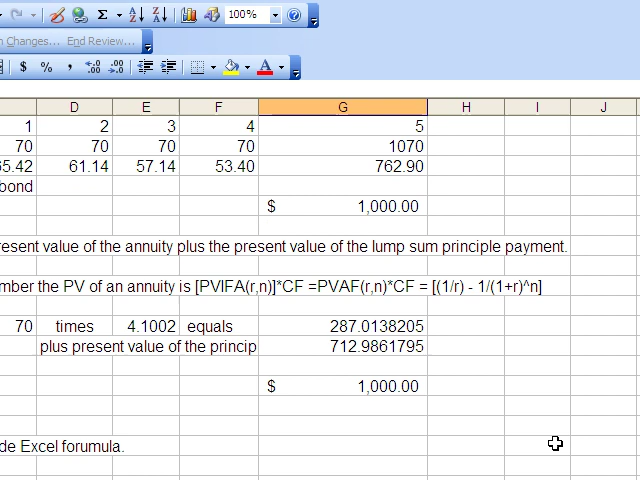 100%
Changes... End Review...
$ % , .00 .00
D E F G H I J
1 2 3 4 5
70 70 70 70 1070
5.42 61.14 57.14 53.40 762.90
bond
$ 1,000.00
resent value of the annuity plus the present value of the lump sum principle payment.
mber the PV of an annuity is [PVIFA(r,n)]*CF =PVAF(r,n)*CF = [(1/r) - 1/(1+r)^n]
70 times 4.1002 equals 287.0138205
plus present value of the princip 712.9861795
$ 1,000.00
de Excel forumula.